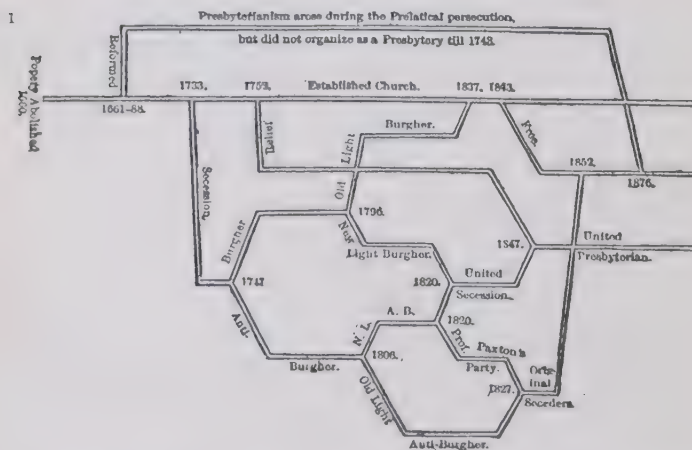 1
Presbyterianism arose during the Prelatical persecution,
but did not organize as a Presbytery till 1743.
Reformed
Popery Abolished
1560.
1661-88.
1733.
1752.
Established Church.
1837.
1843.
Relief
Secession.
Burgher.
Old Light
Free.
1852.
1876.
Burgher
1796.
New
Light Burgher.
1847.
United
Presbyterian.
1747
1820.
United
Secession.
Anti-
Burgher.
N. L.
A. B.
1820.
1806.
Prof. Paxton's
Party.
Old Light
1827.
Original
Seceders.
Anti-Burgher.